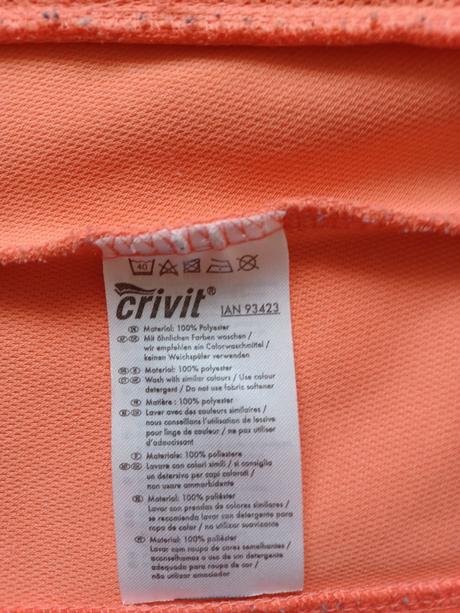 40
crivit®
IAN 93423
Material: 100% Polyester
Mit ähnlichen Farben waschen /
wir empfehlen ein Colorwaschmittel /
keinen Weichspüler verwenden
Material: 100% polyester
Wash with similar colours / Use colour
detergent / Do not use fabric softener
Matière : 100% polyester
Laver avec des couleurs similaires /
nous conseillons l'utilisation de lessive
pour linge de couleur / ne pas utiliser
d'adoucissant
Materiale: 100% poliestere
Lavare con colori simili / si consiglia
un detersivo per capi colorati /
non usare ammorbidente
Material: 100% poliéster
Lavar con prendas de colores similares /
se recomienda lavar con detergente para
ropa de color / no utilizar suavizante
Material: 100% poliéster
Lavar com roupa de cores semelhantes /
aconselhamos o uso de um detergente
adequado para roupa de cor /
não utilizar amaciador